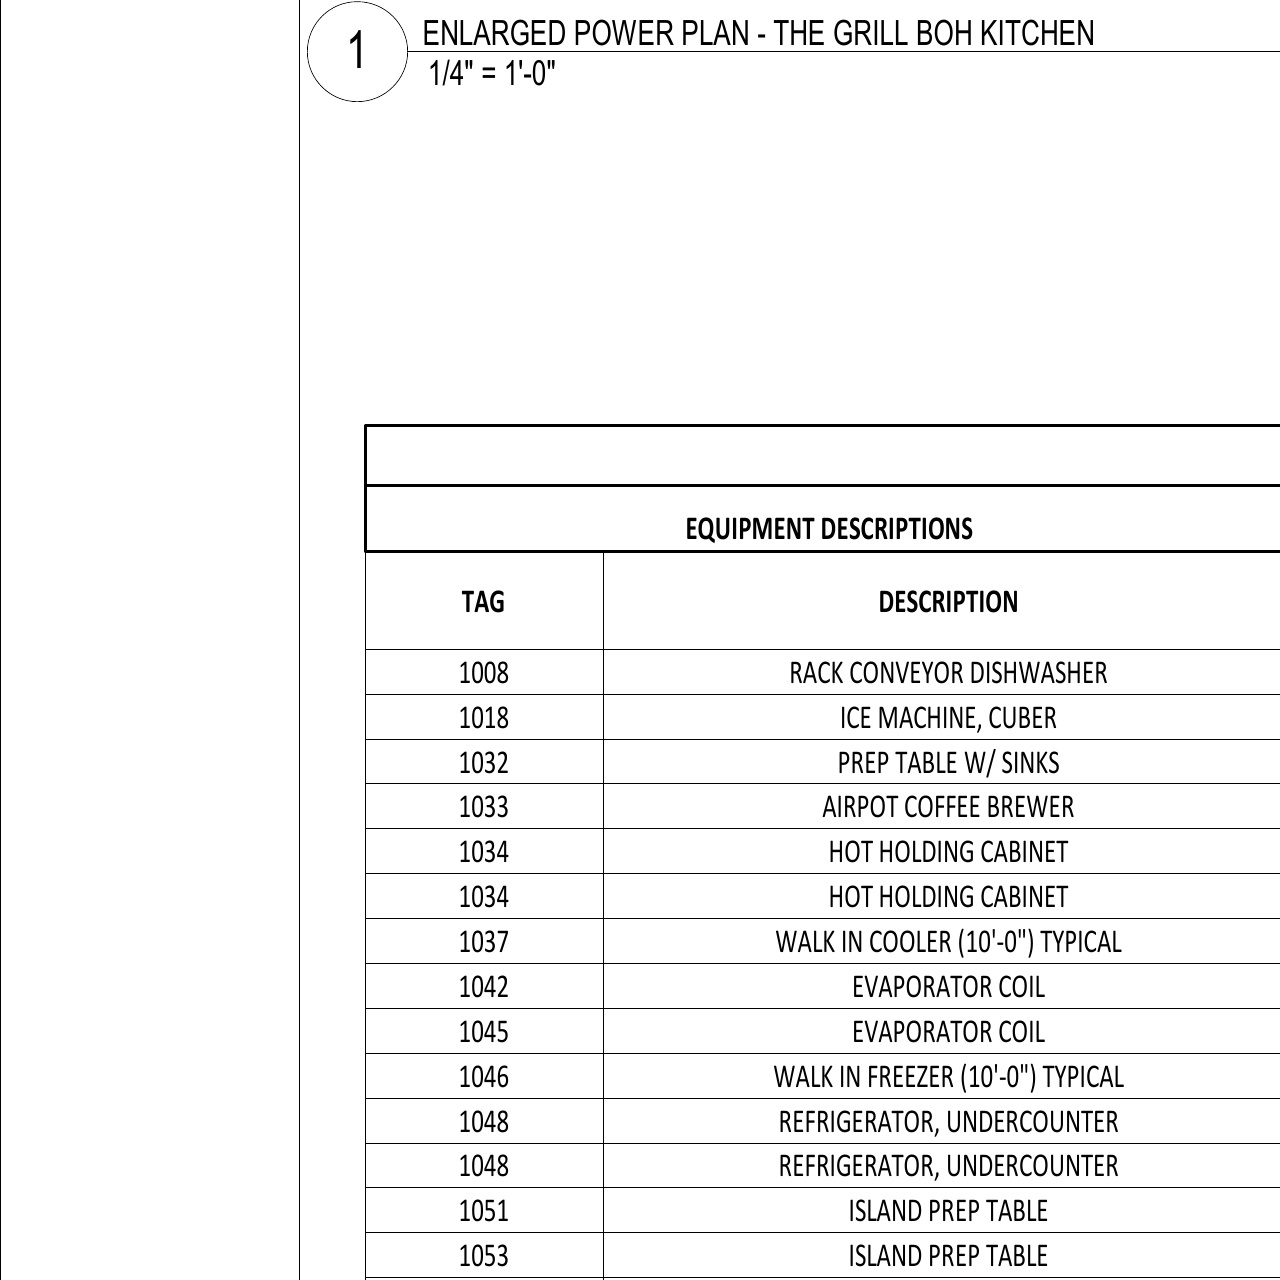 1
ENLARGED POWER PLAN - THE GRILL BOH KITCHEN
1/4" = 1'-0"
EQUIPMENT DESCRIPTIONS
TAG DESCRIPTION
1008 RACK CONVEYOR DISHWASHER
1018 ICE MACHINE, CUBER
1032 PREP TABLE W/ SINKS
1033 AIRPOT COFFEE BREWER
1034 HOT HOLDING CABINET
1034 HOT HOLDING CABINET
1037 WALK IN COOLER (10'-0") TYPICAL
1042 EVAPORATOR COIL
1045 EVAPORATOR COIL
1046 WALK IN FREEZER (10'-0") TYPICAL
1048 REFRIGERATOR, UNDERCOUNTER
1048 REFRIGERATOR, UNDERCOUNTER
1051 ISLAND PREP TABLE
1053 ISLAND PREP TABLE